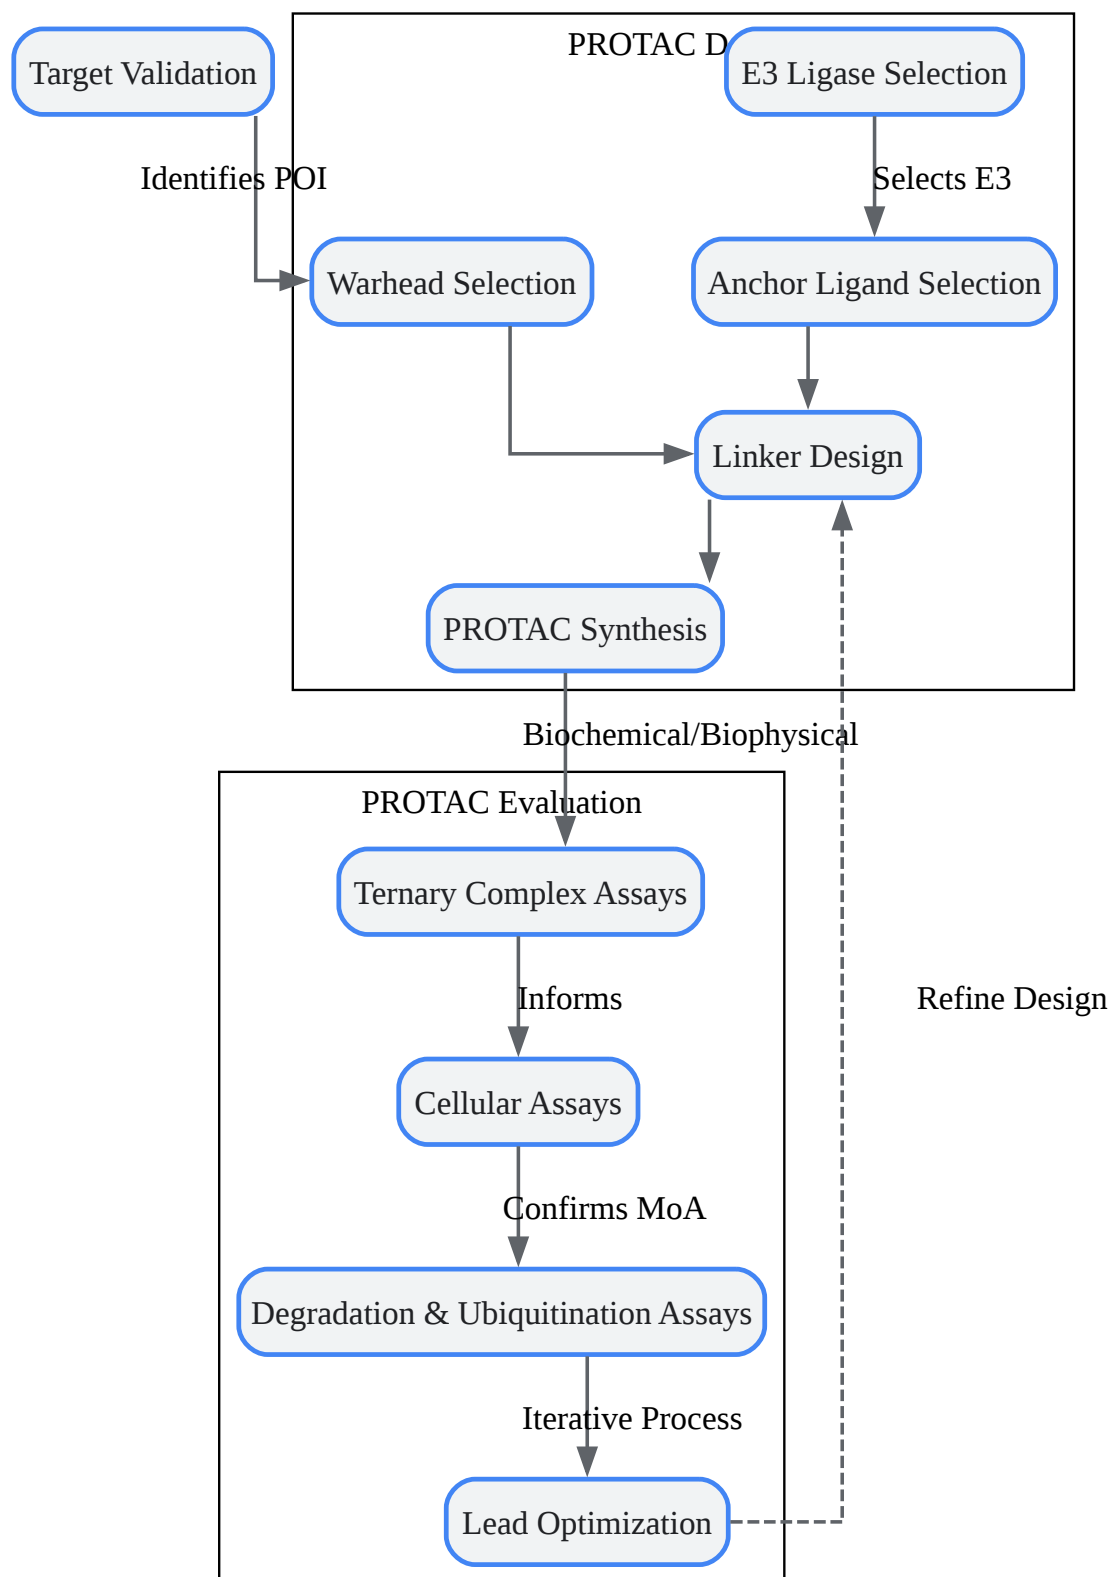 PROTAC D
Target Validation
E3 Ligase Selection
Identifies POI
Selects E3
Warhead Selection
Anchor Ligand Selection
Linker Design
PROTAC Synthesis
Biochemical/Biophysical
PROTAC Evaluation
Ternary Complex Assays
Informs
Refine Design
Cellular Assays
Confirms MoA
Degradation & Ubiquitination Assays
Iterative Process
Lead Optimization